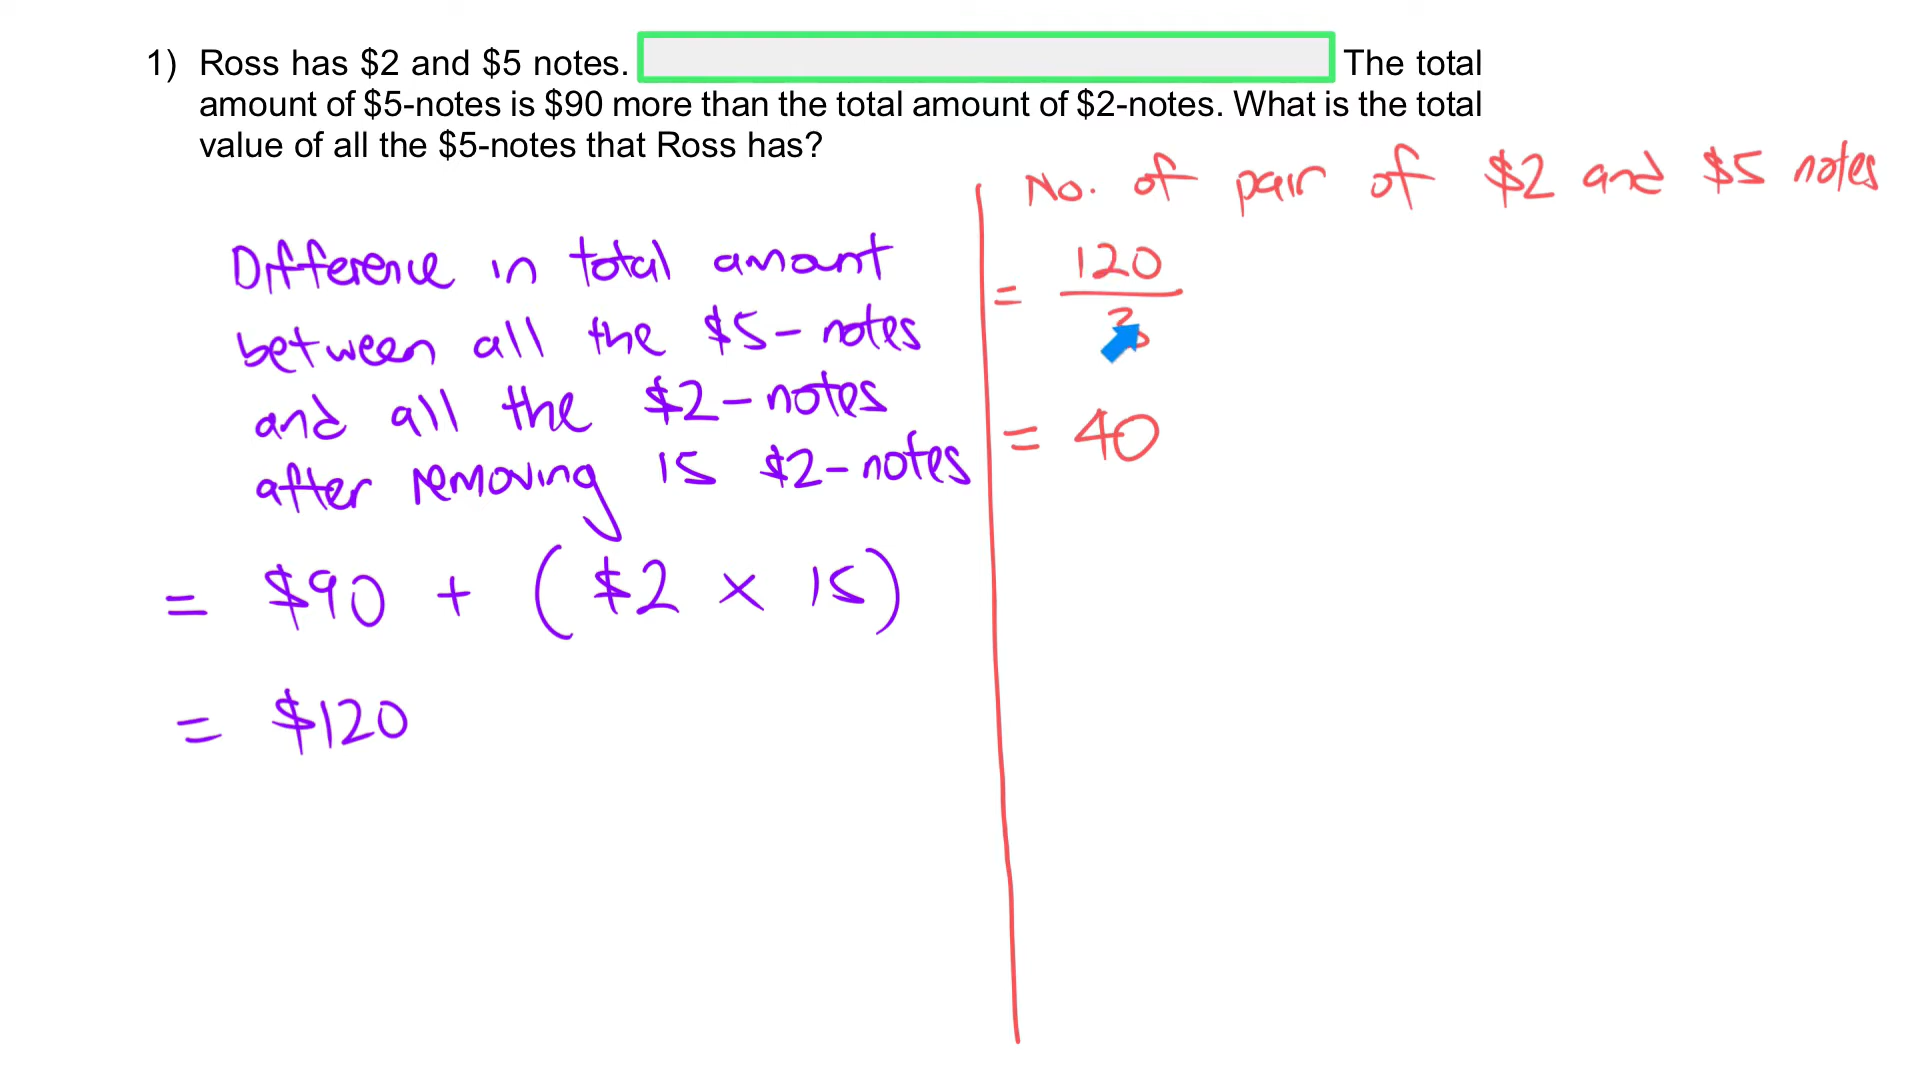 1) Ross has $2 and $5 notes. The total
amount of $5-notes is $90 more than the total amount of $2-notes. What is the total
value of all the $5-notes that Ross has?
Difference in total amount
between all the $5-notes
and all the $2-notes
after removing 15 $2-notes
= $90 + ($2 × 15)
= $120
No. of pair of $2 and $5 notes
= 120
3
= 40